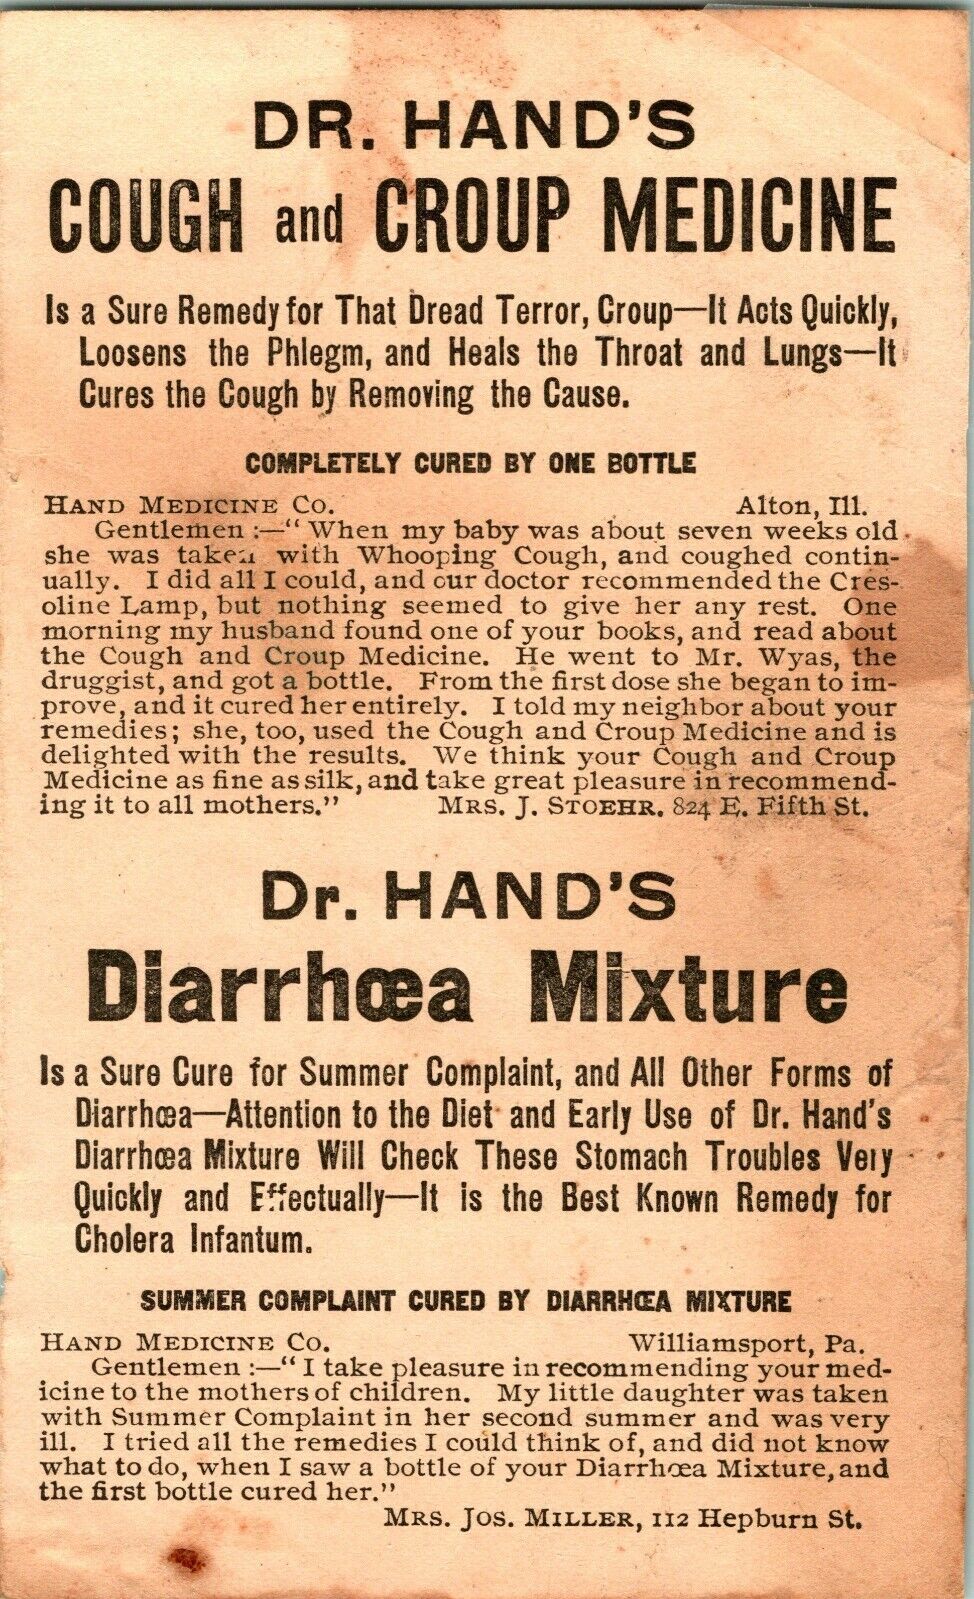 DR. HAND'S
COUGH and CROUP MEDICINE
Is a Sure Remedy for That Dread Terror, Croup—It Acts Quickly,
Loosens the Phlegm, and Heals the Throat and Lungs—It
Cures the Cough by Removing the Cause.
COMPLETELY CURED BY ONE BOTTLE
HAND MEDICINE CO. Alton, Ill.
Gentlemen :—" When my baby was about seven weeks old
she was taken with Whooping Cough, and coughed contin-
ually. I did all I could, and our doctor recommended the Cres-
oline Lamp, but nothing seemed to give her any rest. One
morning my husband found one of your books, and read about
the Cough and Croup Medicine. He went to Mr. Wyas, the
druggist, and got a bottle. From the first dose she began to im-
prove, and it cured her entirely. I told my neighbor about your
remedies; she, too, used the Cough and Croup Medicine and is
delighted with the results. We think your Cough and Croup
Medicine as fine as silk, and take great pleasure in recommend-
ing it to all mothers." MRS. J. STOEHR, 824 E. Fifth St.
Dr. HAND'S
Diarrhœa Mixture
Is a Sure Cure for Summer Complaint, and All Other Forms of
Diarrhœa—Attention to the Diet and Early Use of Dr. Hand's
Diarrhœa Mixture Will Check These Stomach Troubles Very
Quickly and Effectually—It is the Best Known Remedy for
Cholera Infantum.
SUMMER COMPLAINT CURED BY DIARRHŒA MIXTURE
HAND MEDICINE CO. Williamsport, Pa.
Gentlemen :—" I take pleasure in recommending your med-
icine to the mothers of children. My little daughter was taken
with Summer Complaint in her second summer and was very
ill. I tried all the remedies I could think of, and did not know
what to do, when I saw a bottle of your Diarrhœa Mixture, and
the first bottle cured her."
MRS. JOS. MILLER, 112 Hepburn St.